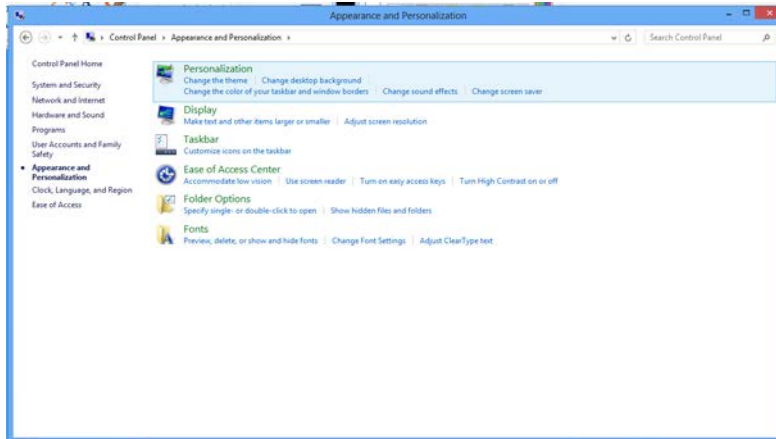 Appearance and Personalization
Control Panel Appearance and Personalization
Search Control Panel
Control Panel Home
System and Security
Network and Internet
Hardware and Sound
Programs
User Accounts and Family
Safety
Appearance and
Personalization
Clock, Language, and Region
Ease of Access
Personalization
Change the theme Change desktop background
Change the color of your taskbar and window borders Change sound effects Change screen saver
Display
Make text and other items larger or smaller Adjust screen resolution
Taskbar
Customize icons on the taskbar
Ease of Access Center
Accommodate low vision Use screen reader Turn on easy access keys Turn High Contrast on or off
Folder Options
Specify single- or double-click to open Show hidden files and folders
Fonts
Preview, delete, or show and hide fonts Change Font Settings Adjust ClearType text